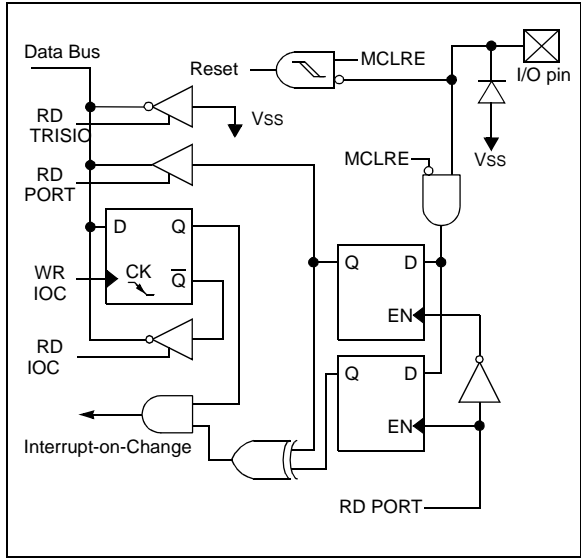 Data Bus
Reset
MCLRE
I/O pin
RD
TRISIO
VSS
RD
PORT
MCLRE
VSS
D
Q
WR
IOC
CK
Q
Q
D
EN
RD
IOC
Q
D
EN
Interrupt-on-Change
RD PORT